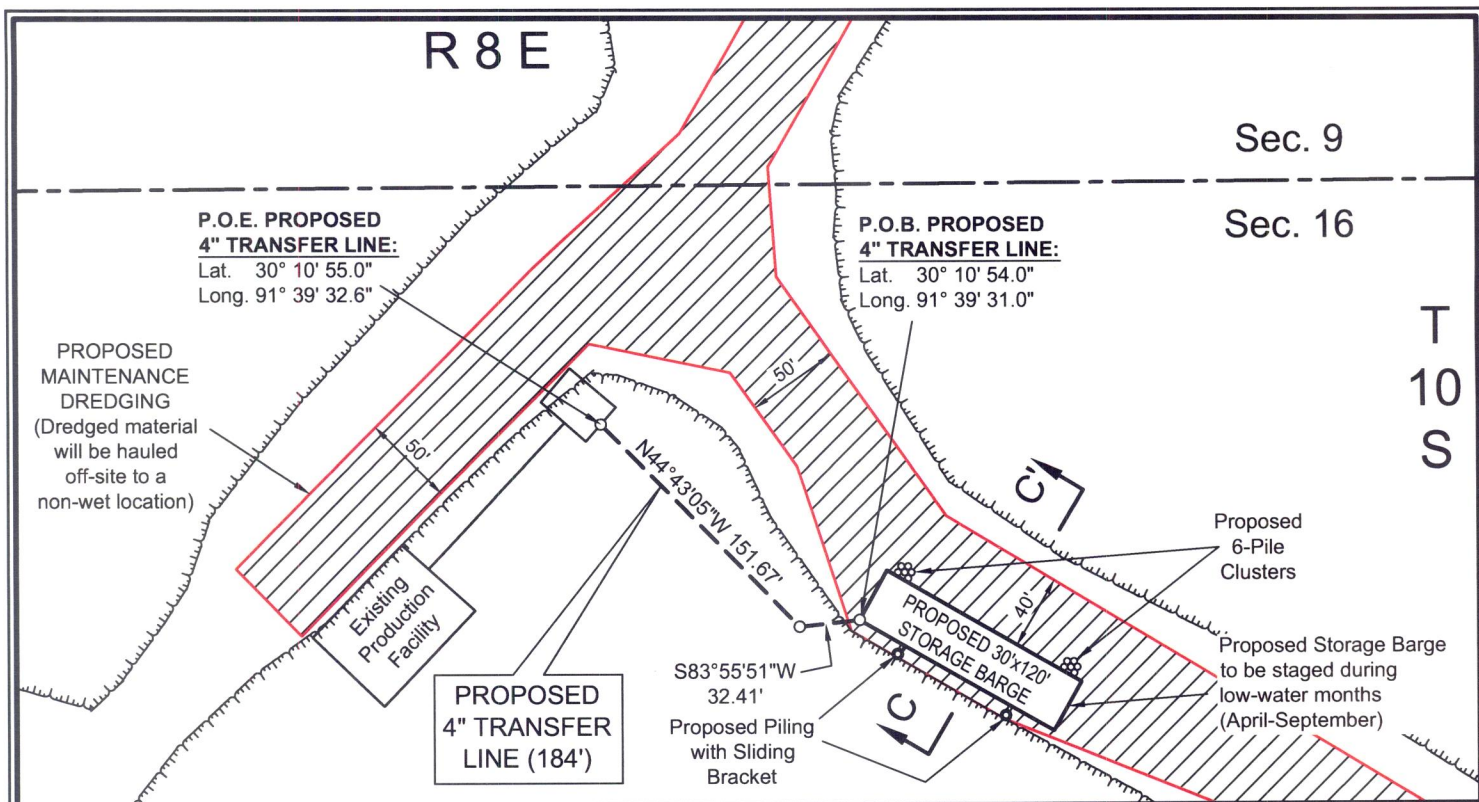 R 8 E
Sec. 9
Sec. 16
T
10
S
P.O.E. PROPOSED
4" TRANSFER LINE:
Lat. 30° 10' 55.0"
Long. 91° 39' 32.6"
P.O.B. PROPOSED
4" TRANSFER LINE:
Lat. 30° 10' 54.0"
Long. 91° 39' 31.0"
PROPOSED
MAINTENANCE
DREDGING
(Dredged material
will be hauled
off-site to a
non-wet location)
50'
50'
N44°43'05"W 151.67'
C'
Proposed
6-Pile
Clusters
40'
PROPOSED 30'x120'
STORAGE BARGE
Existing
Production
Facility
Proposed Storage Barge
to be staged during
low-water months
(April-September)
S83°55'51"W
32.41'
PROPOSED
4" TRANSFER
LINE (184')
C
Proposed Piling
with Sliding
Bracket